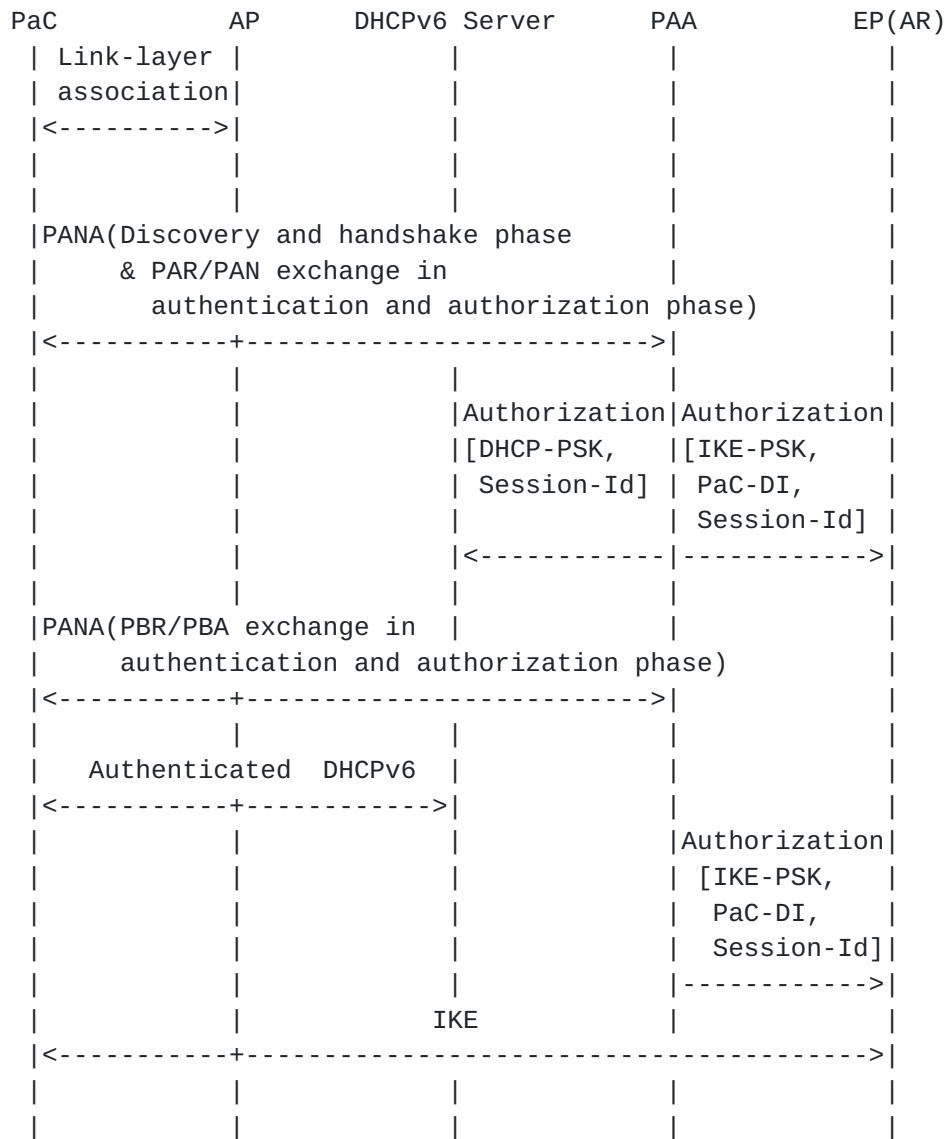 PaC AP DHCPv6 Server PAA EP(AR)
Link-layer
association
PANA(Discovery and handshake phase
& PAR/PAN exchange in
authentication and authorization phase)
Authorization Authorization
[DHCP-PSK, [IKE-PSK,
Session-Id] PaC-DI,
Session-Id]
PANA(PBR/PBA exchange in
authentication and authorization phase)
Authenticated DHCPv6
Authorization
[IKE-PSK,
PaC-DI,
Session-Id]
IKE